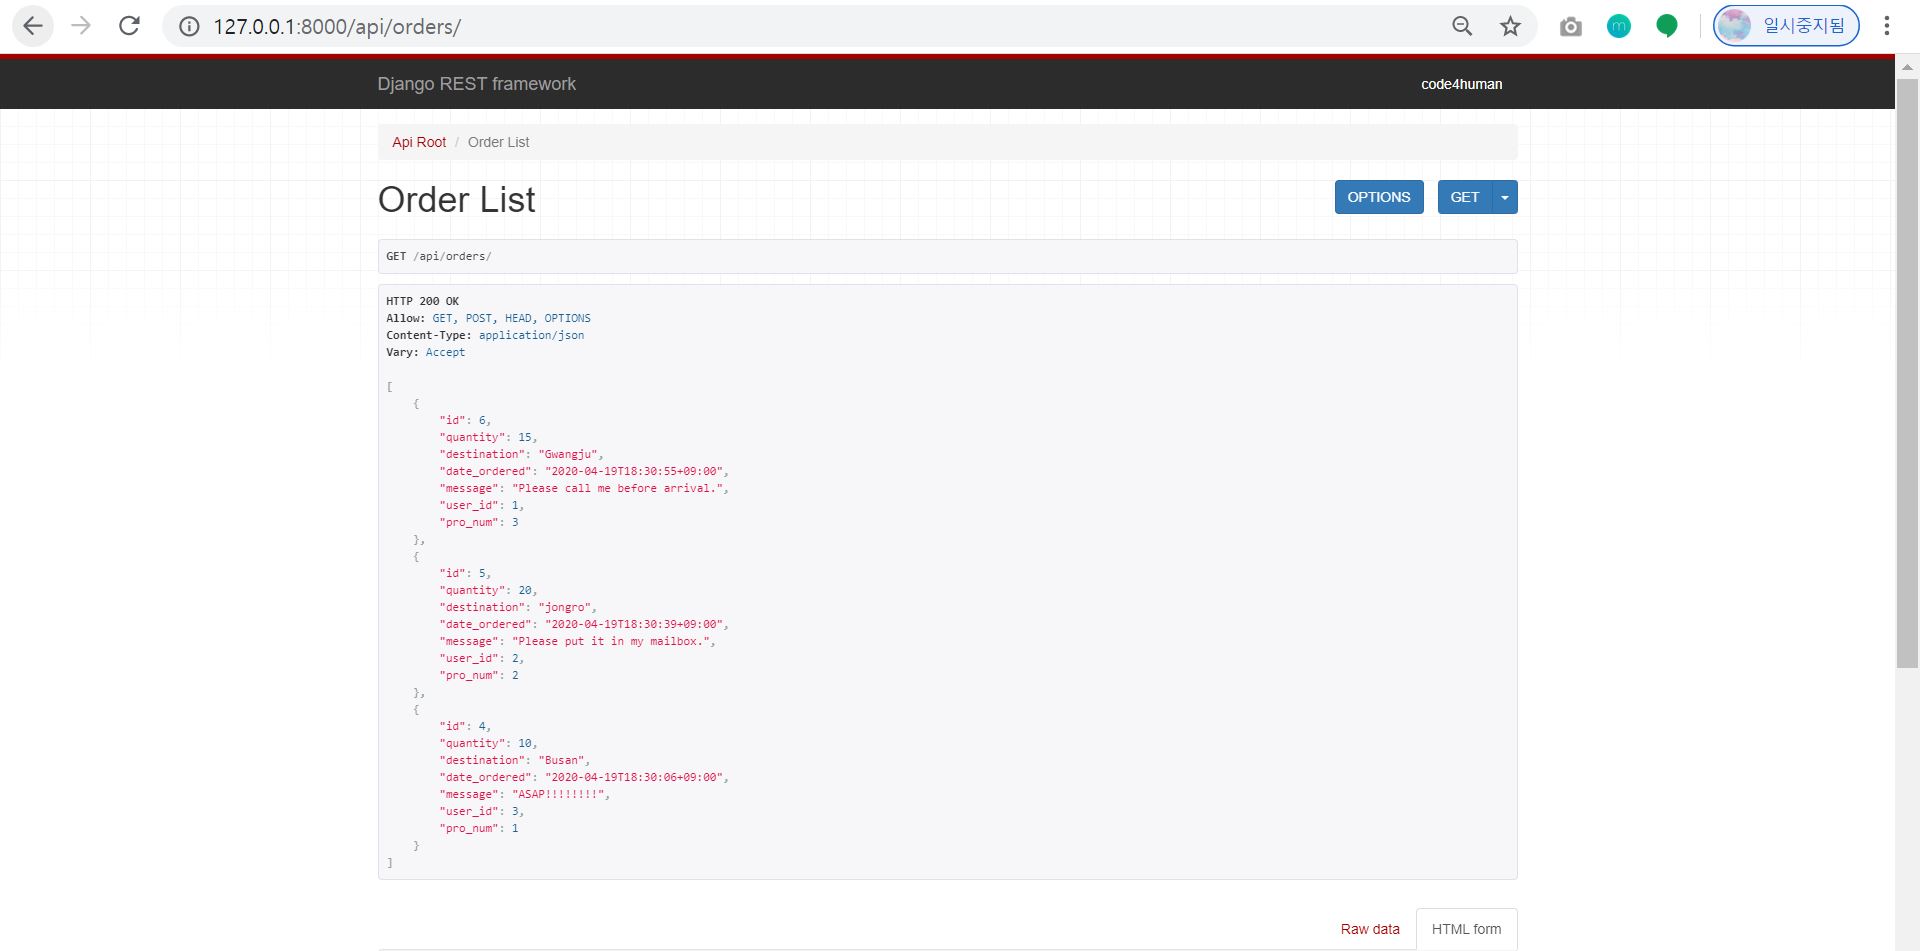 127.0.0.1:8000/api/orders/
m
일시중지됨
Django REST framework
code4human
Api Root / Order List
Order List
OPTIONS
GET
GET /api/orders/
HTTP 200 OK
Allow: GET, POST, HEAD, OPTIONS
Content-Type: application/json
Vary: Accept
[
    {
        "id": 6,
        "quantity": 15,
        "destination": "Gwangju",
        "date_ordered": "2020-04-19T18:30:55+09:00",
        "message": "Please call me before arrival.",
        "user_id": 1,
        "pro_num": 3
    },
    {
        "id": 5,
        "quantity": 20,
        "destination": "jongro",
        "date_ordered": "2020-04-19T18:30:39+09:00",
        "message": "Please put it in my mailbox.",
        "user_id": 2,
        "pro_num": 2
    },
    {
        "id": 4,
        "quantity": 10,
        "destination": "Busan",
        "date_ordered": "2020-04-19T18:30:06+09:00",
        "message": "ASAP!!!!!!!!",
        "user_id": 3,
        "pro_num": 1
    }
]
Raw data
HTML form